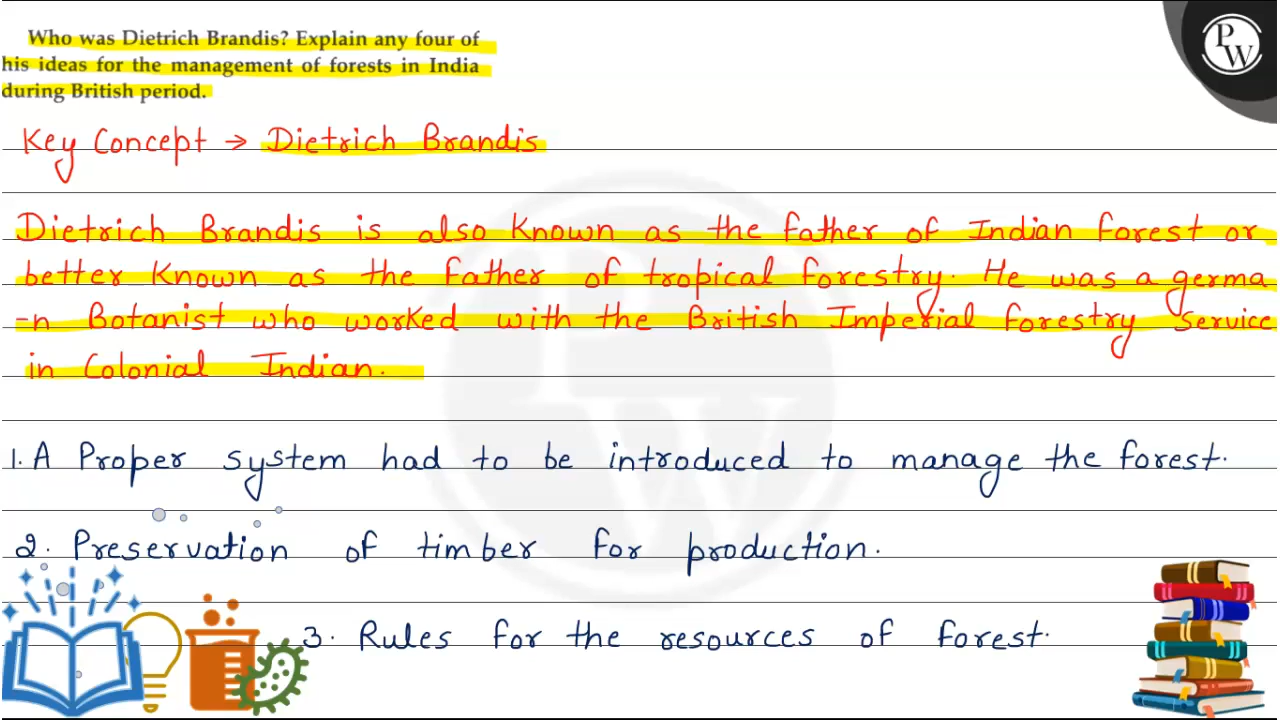 Who was Dietrich Brandis? Explain any four of
his ideas for the management of forests in India
during British period.
PW
Key Concept → Dietrich Brandis
Dietrich Brandis is also known as the father of Indian forest or
better known as the father of tropical forestry. He was a germa
-n Botanist who worked with the British Imperial forestry service
in Colonial Indian.
1. A Proper system had to be introduced to manage the forest.
2. Preservation of timber for production.
3. Rules for the resources of forest.